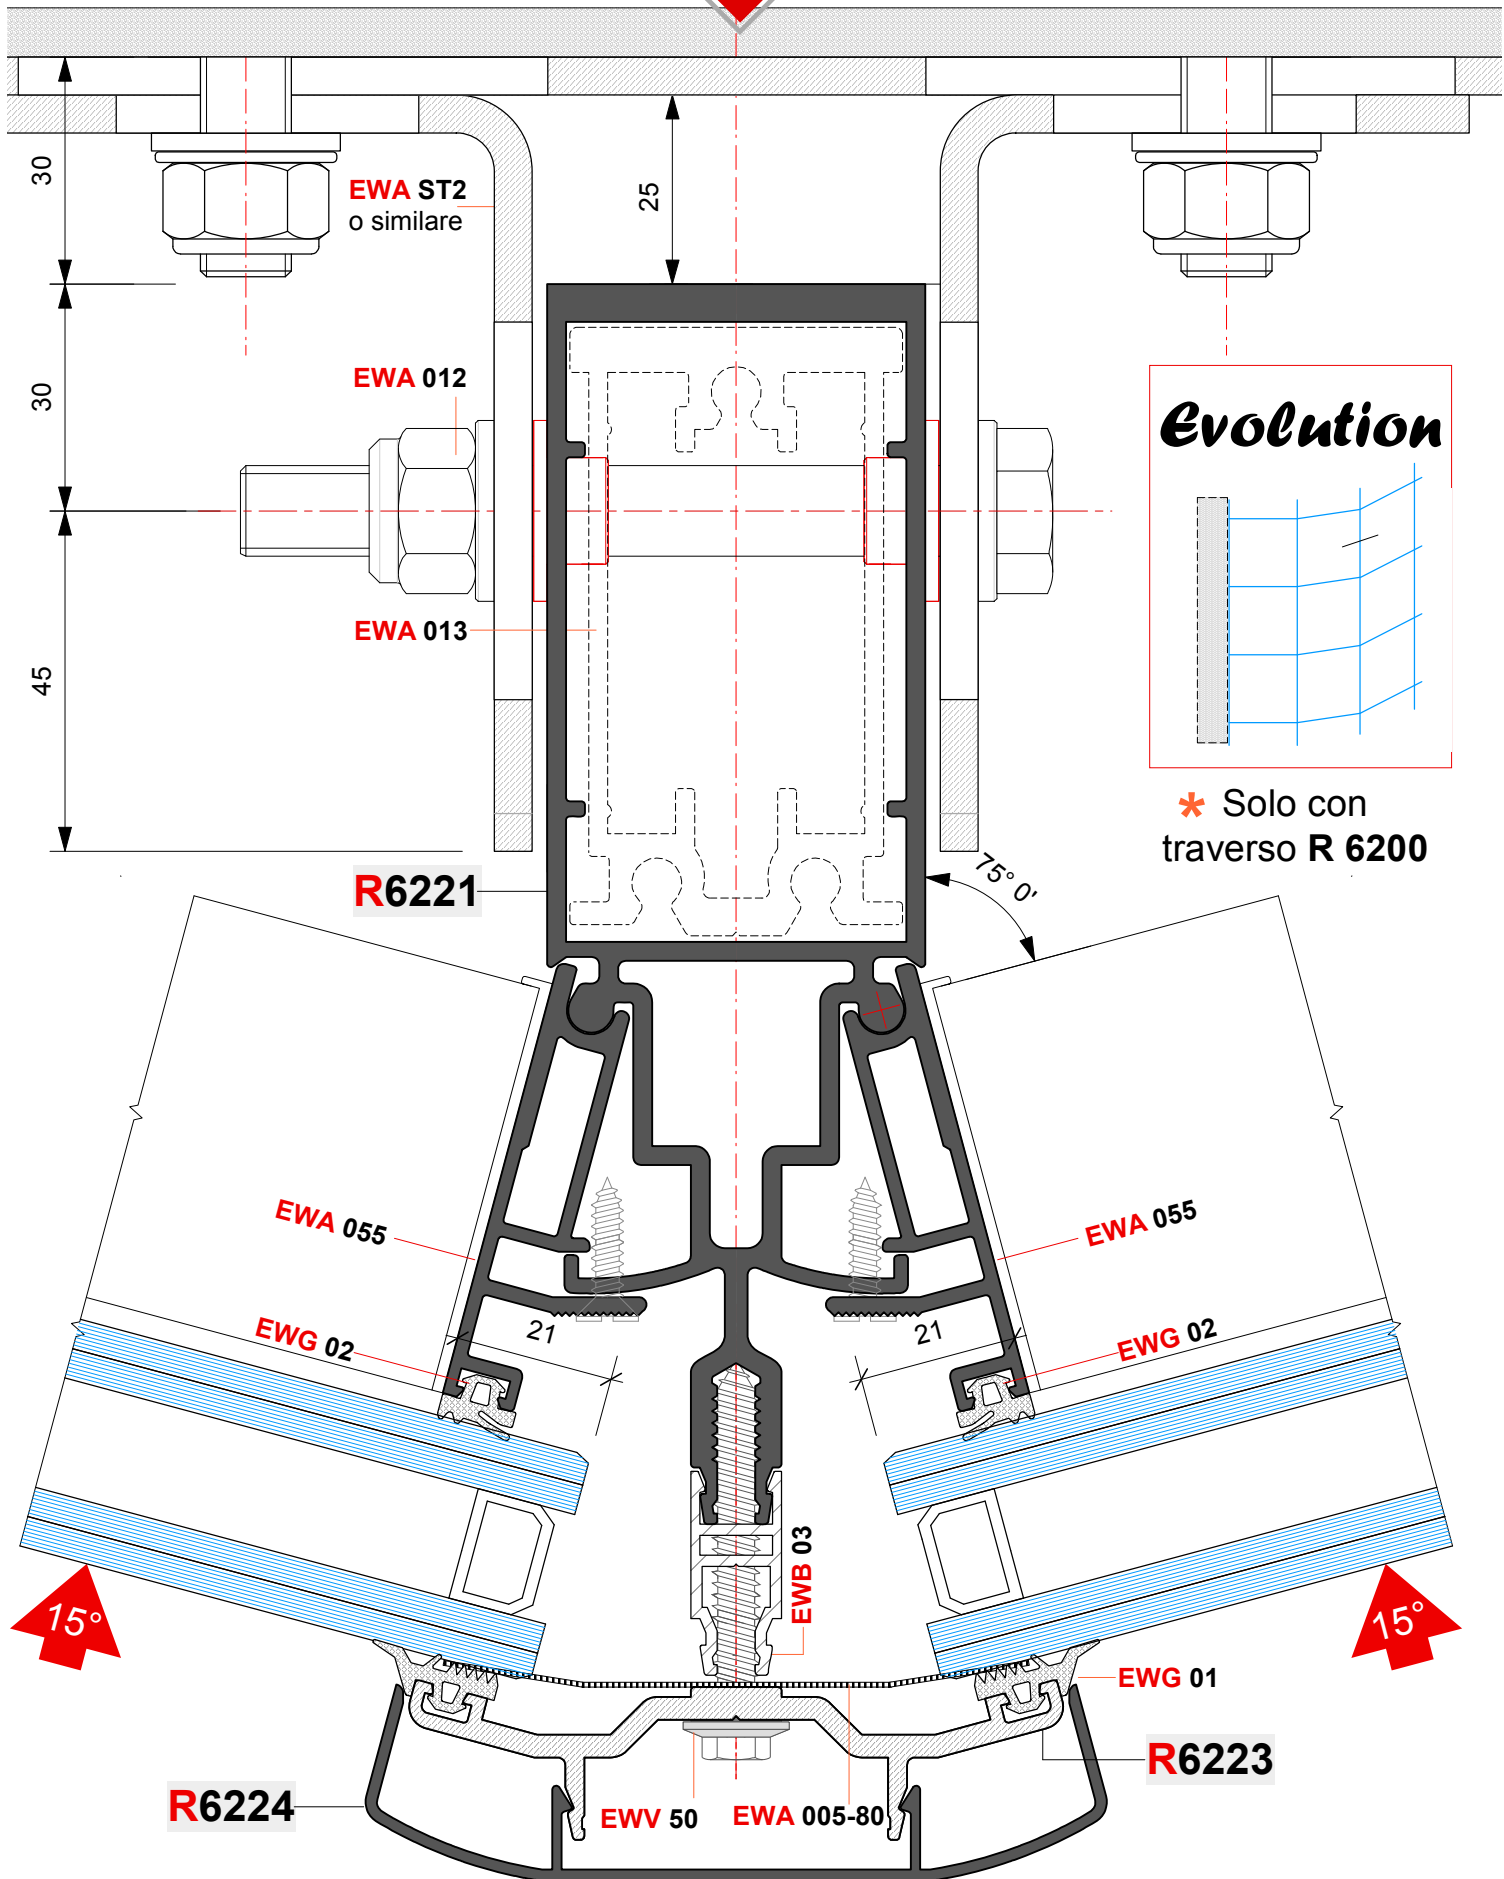 30
EWA ST2
o similare
25
30
EWA 012
Evolution
EWA 013
45
* Solo con
traverso R 6200
R6221
75° 0'
EWA 055
EWA 055
EWG 02
21
21
EWG 02
EWB 03
15°
15°
EWG 01
R6223
R6224
EWV 50
EWA 005-80